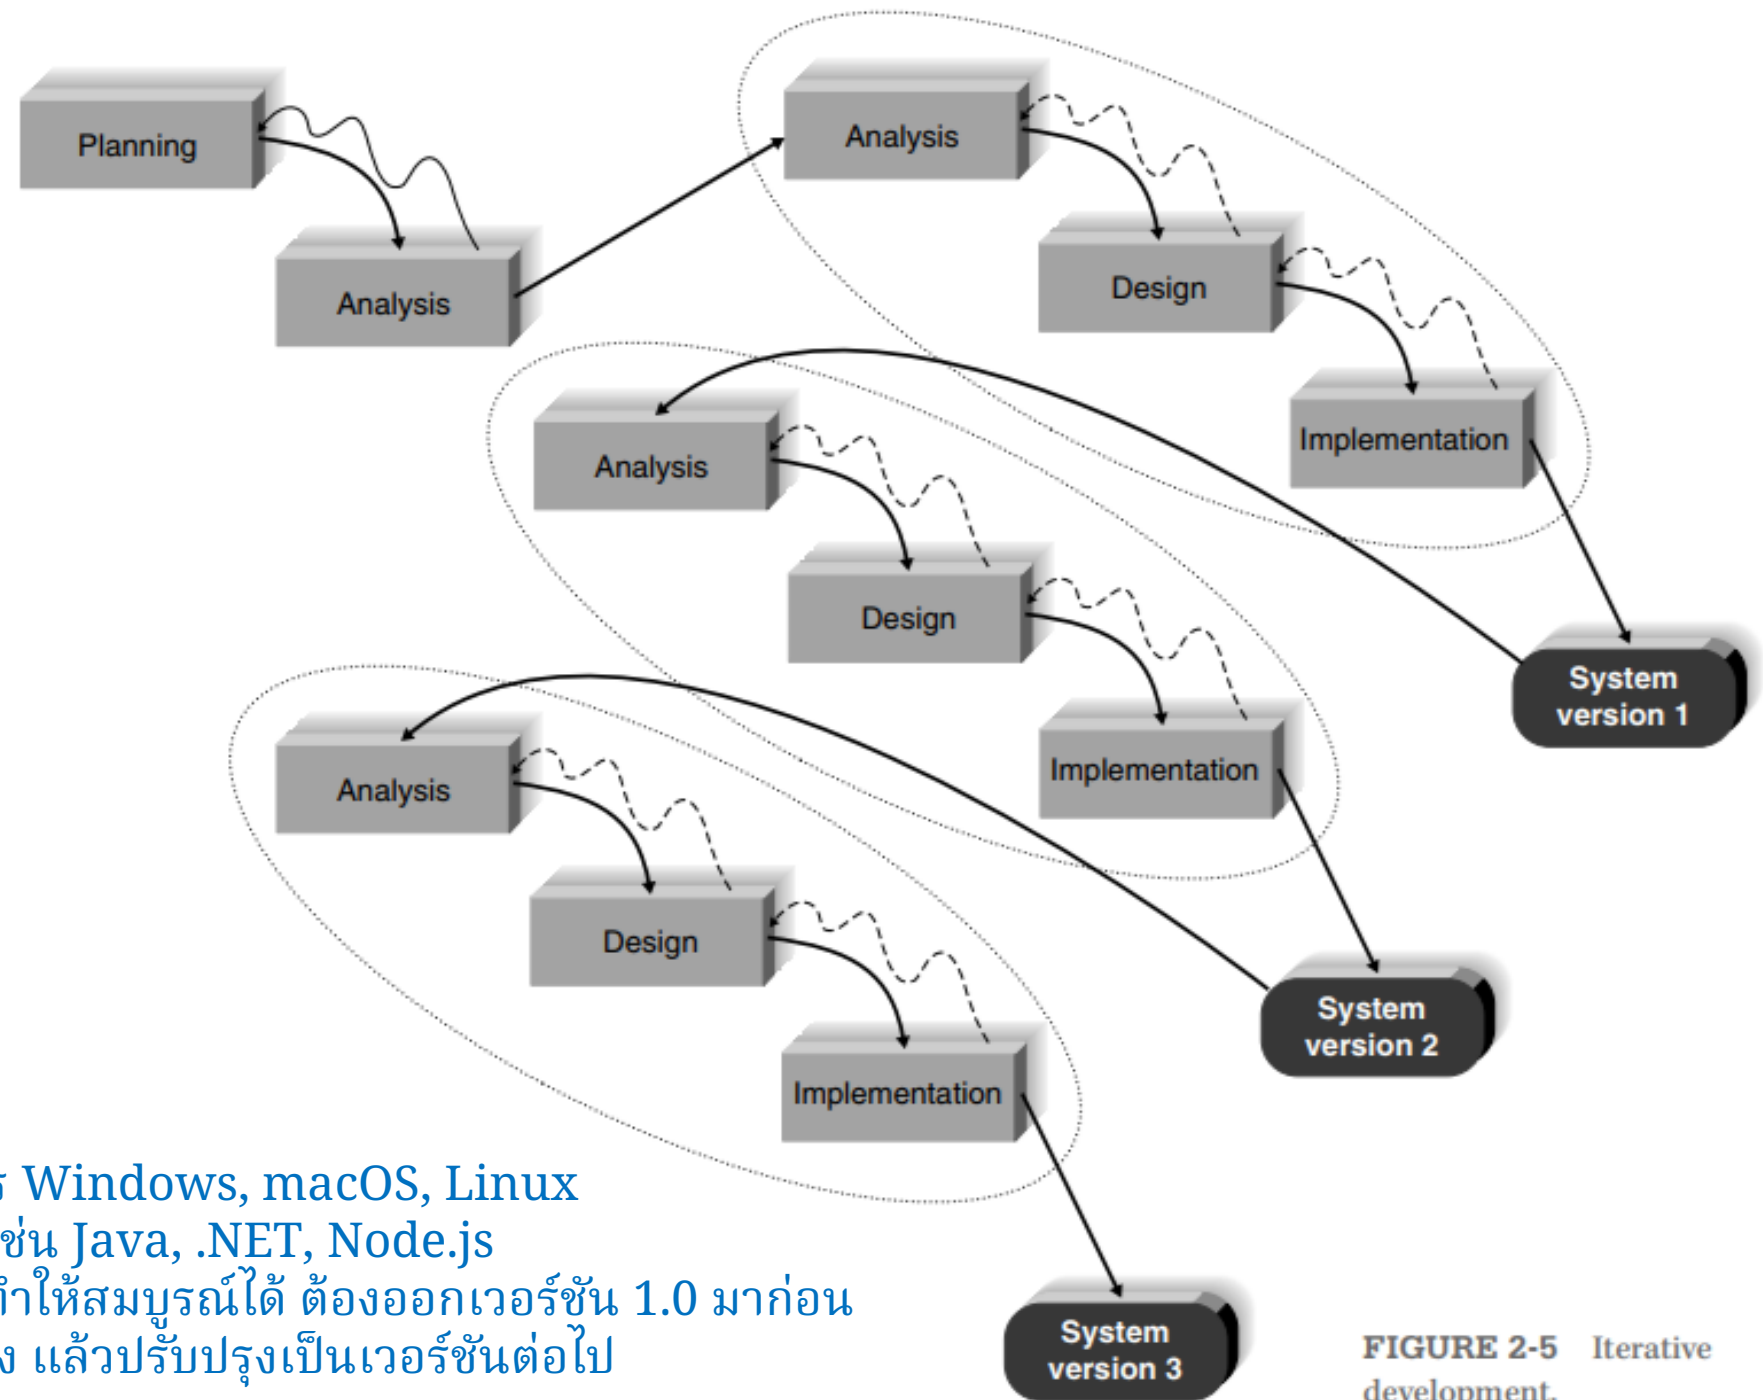 Planning
Analysis
Analysis
Design
Implementation
System
version 1
Analysis
Design
Implementation
System
version 2
Analysis
Design
Implementation
System
version 3
Windows, macOS, Linux
ช่น Java, .NET, Node.js
ทำให้สมบูรณ์ได้ ต้องออกเวอร์ชัน 1.0 มาก่อน
แล้วปรับปรุงเป็นเวอร์ชันต่อไป
FIGURE 2-5 Iterative
development.